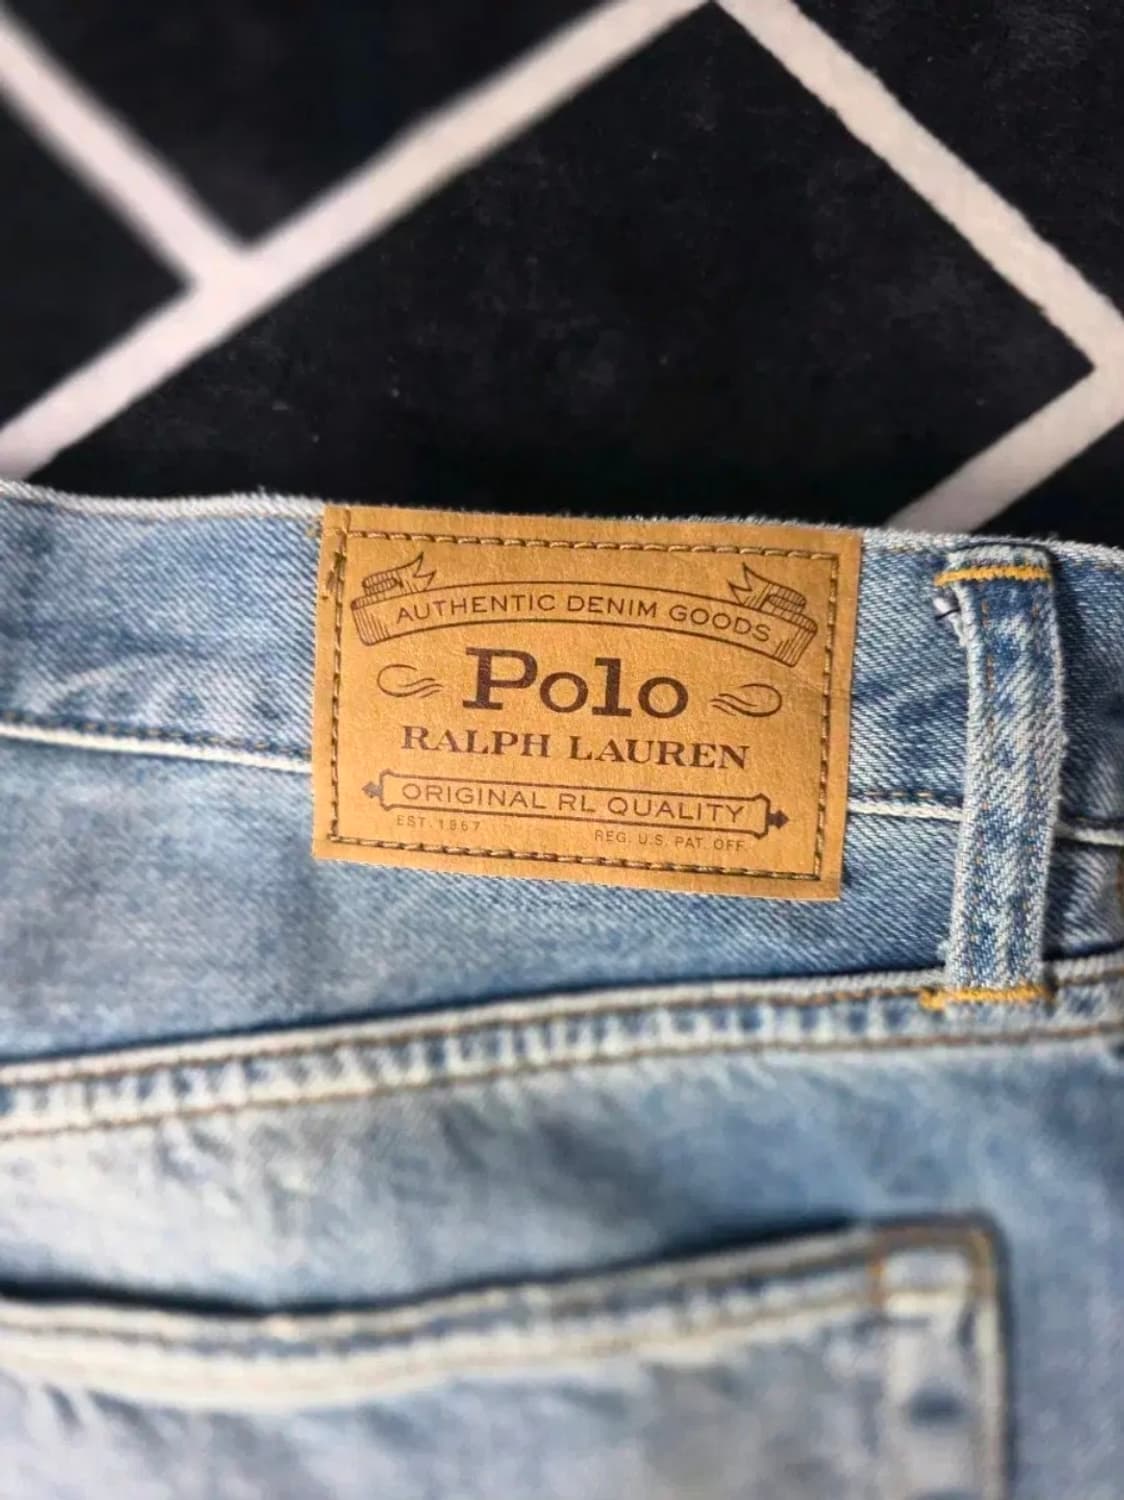 AUTHENTIC DENIM GOODS
Polo
RALPH LAUREN
ORIGINAL RL QUALITY
EST. 1967 REG. U.S. PAT. OFF.